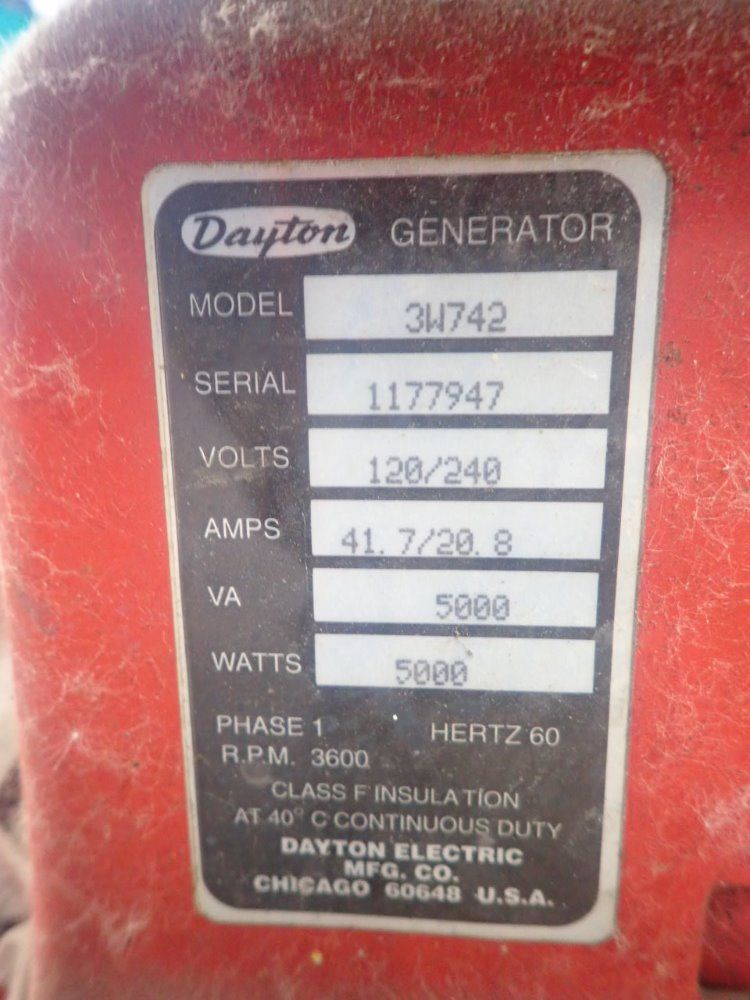 Dayton GENERATOR
MODEL 3W742
SERIAL 1177947
VOLTS 120/240
AMPS 41.7/20.8
VA 5000
WATTS 5000
PHASE 1 HERTZ 60
R.P.M. 3600
CLASS F INSULATION
AT 40° C CONTINUOUS DUTY
DAYTON ELECTRIC
MFG. CO.
CHICAGO 60648 U.S.A.